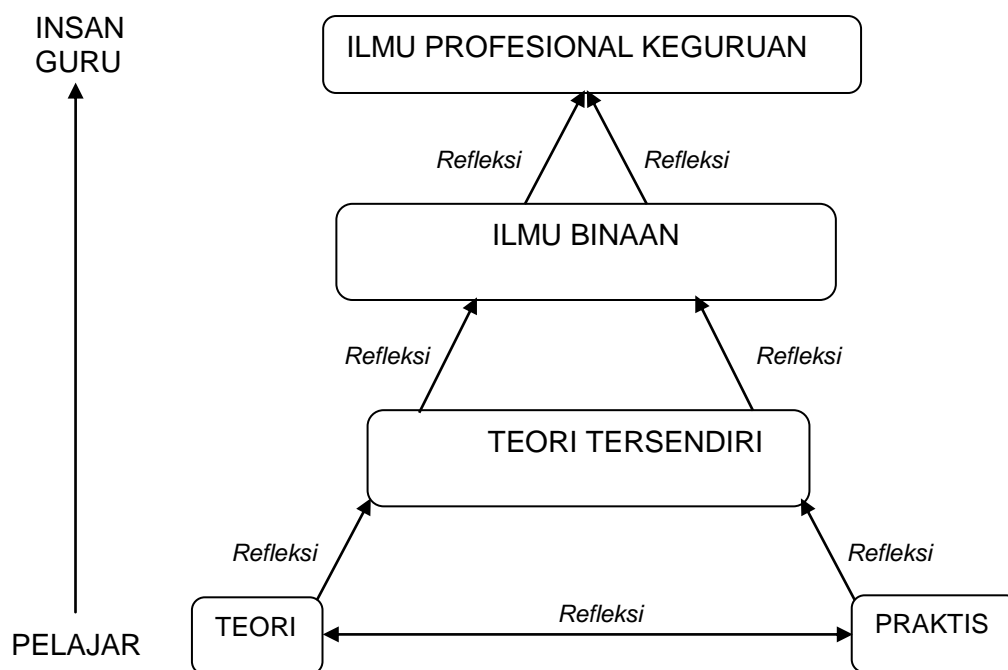 INSAN
GURU
ILMU PROFESIONAL KEGURUAN
Refleksi
Refleksi
ILMU BINAAN
Refleksi
Refleksi
TEORI TERSENDIRI
Refleksi
Refleksi
Refleksi
TEORI
PRAKTIS
PELAJAR